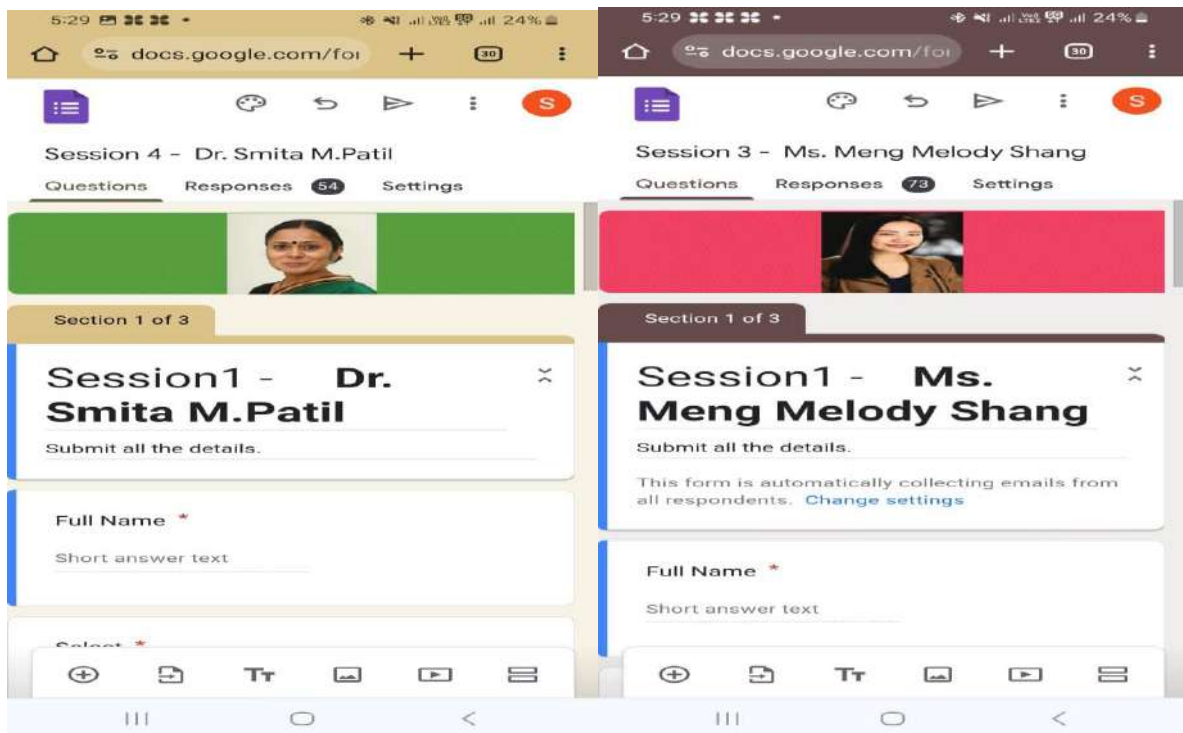 5:29
24%
docs.google.com/for
30
S
Session 4 - Dr. Smita M.Patil
Questions Responses 54 Settings
Section 1 of 3
Session1 - Dr.
Smita M.Patil
Submit all the details.
Full Name *
Short answer text
Select *
Tт
5:29
24%
docs.google.com/for
30
S
Session 3 - Ms. Meng Melody Shang
Questions Responses 73 Settings
Section 1 of 3
Session1 - Ms.
Meng Melody Shang
Submit all the details.
This form is automatically collecting emails from
all respondents. Change settings
Full Name *
Short answer text
Tт